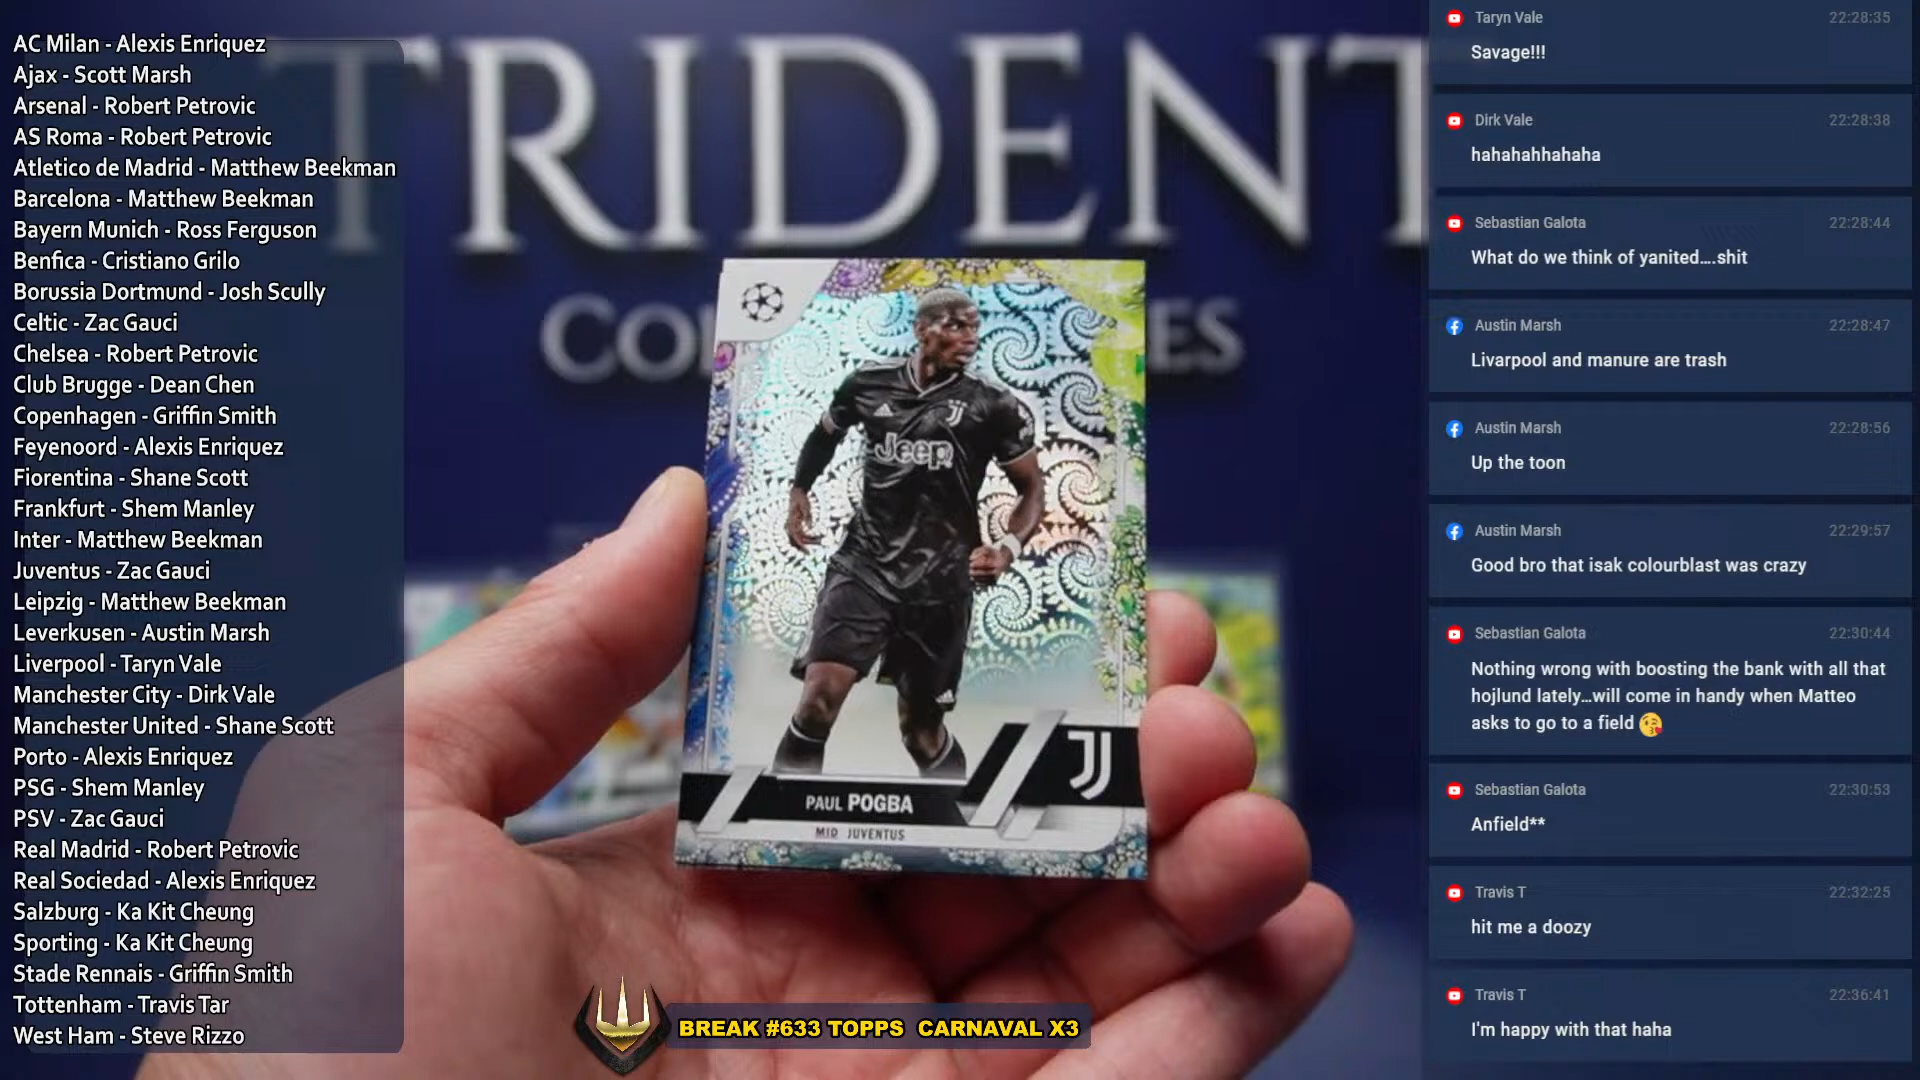 AC Milan - Alexis Enriquez
Ajax - Scott Marsh
Arsenal - Robert Petrovic
AS Roma - Robert Petrovic
Atletico de Madrid - Matthew Beekman
Barcelona - Matthew Beekman
Bayern Munich - Ross Ferguson
Benfica - Cristiano Grilo
Borussia Dortmund - Josh Scully
Celtic - Zac Gauci
Chelsea - Robert Petrovic
Club Brugge - Dean Chen
Copenhagen - Griffin Smith
Feyenoord - Alexis Enriquez
Fiorentina - Shane Scott
Frankfurt - Shem Manley
Inter - Matthew Beekman
Juventus - Zac Gauci
Leipzig - Matthew Beekman
Leverkusen - Austin Marsh
Liverpool - Taryn Vale
Manchester City - Dirk Vale
Manchester United - Shane Scott
Porto - Alexis Enriquez
PSG - Shem Manley
PSV - Zac Gauci
Real Madrid - Robert Petrovic
Real Sociedad - Alexis Enriquez
Salzburg - Ka Kit Cheung
Sporting - Ka Kit Cheung
Stade Rennais - Griffin Smith
Tottenham - Travis Tar
West Ham - Steve Rizzo
TRIDENT
Jeep
PAUL POGBA
MID JUVENTUS
BREAK #633 TOPPS CARNAVAL X3
Taryn Vale 22:28:35
Savage!!!
Dirk Vale 22:28:38
hahahahhahaha
Sebastian Galota 22:28:44
What do we think of yanited....shit
Austin Marsh 22:28:47
Livarpool and manure are trash
Austin Marsh 22:28:56
Up the toon
Austin Marsh 22:29:57
Good bro that isak colourblast was crazy
Sebastian Galota 22:30:44
Nothing wrong with boosting the bank with all that
hojlund lately...will come in handy when Matteo
asks to go to a field 😘
Sebastian Galota 22:30:53
Anfield**
Travis T 22:32:25
hit me a doozy
Travis T 22:36:41
I'm happy with that haha